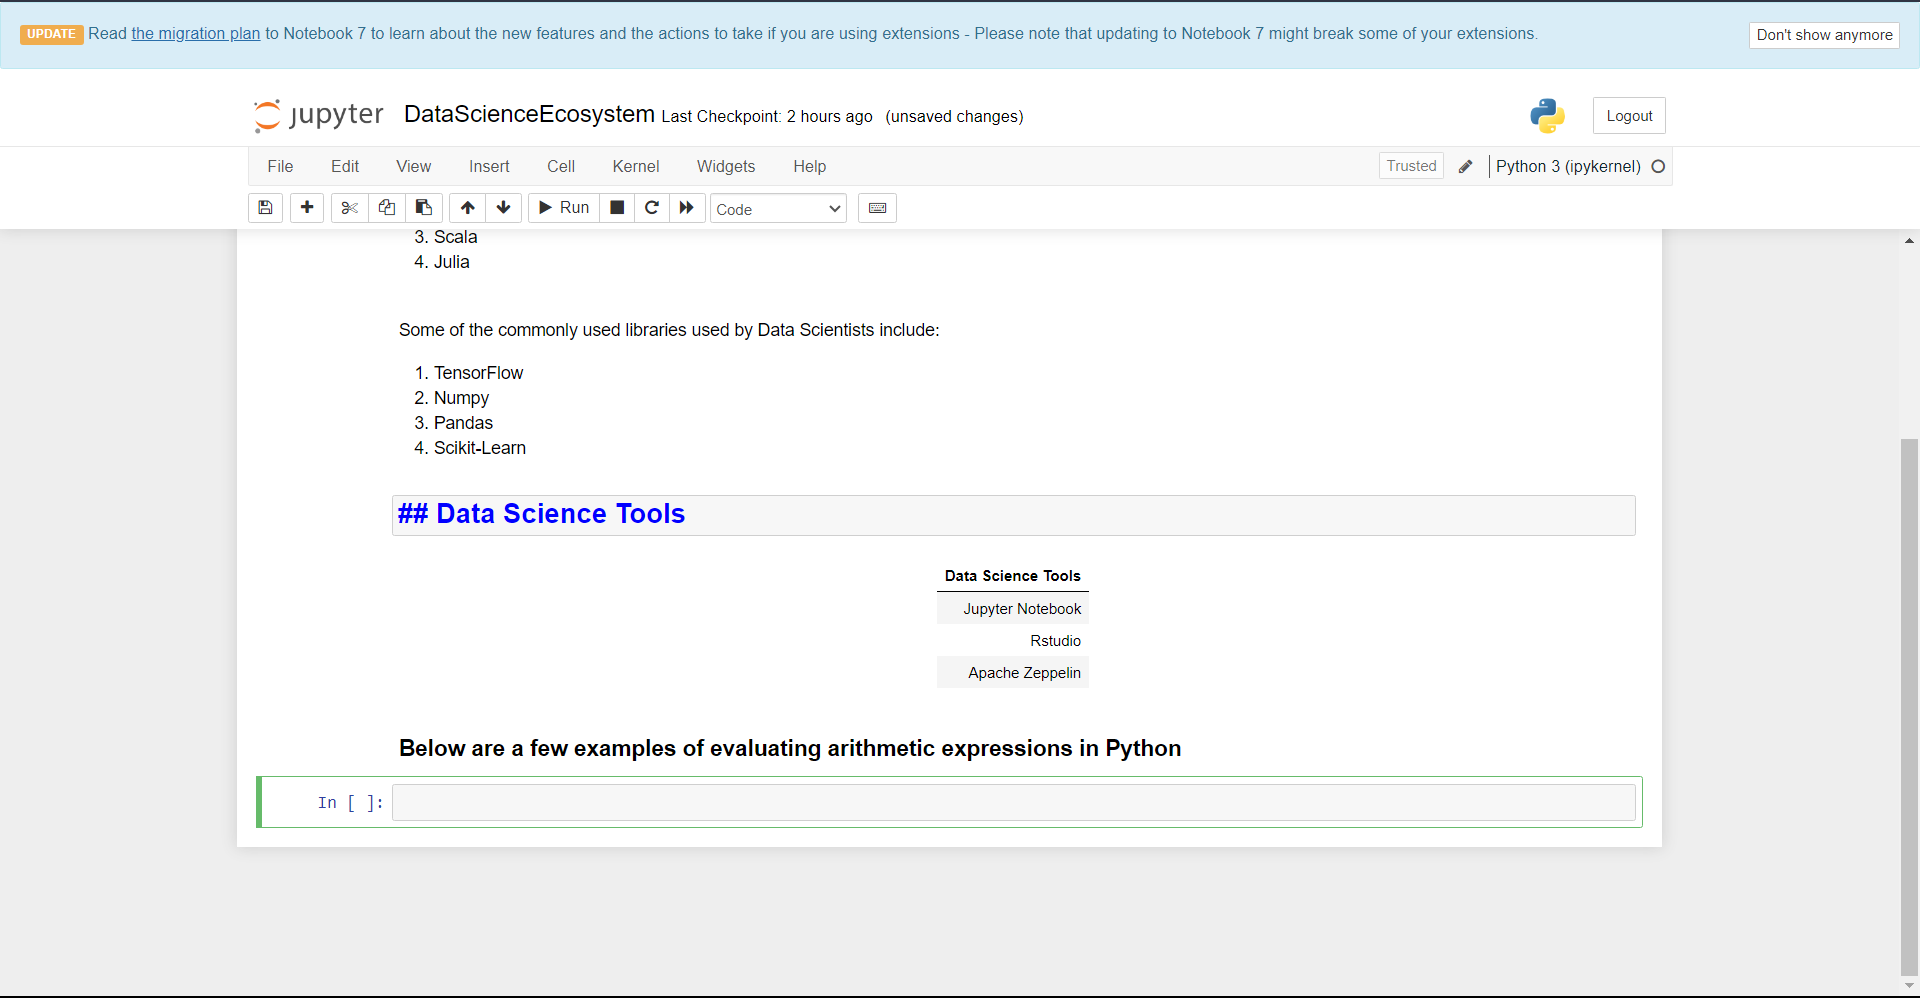 UPDATE Read the migration plan to Notebook 7 to learn about the new features and the actions to take if you are using extensions - Please note that updating to Notebook 7 might break some of your extensions.
Don't show anymore
jupyter DataScienceEcosystem Last Checkpoint: 2 hours ago (unsaved changes)
Logout
File Edit View Insert Cell Kernel Widgets Help
Trusted Python 3 (ipykernel)
Run Code
3. Scala
4. Julia
Some of the commonly used libraries used by Data Scientists include:
1. TensorFlow
2. Numpy
3. Pandas
4. Scikit-Learn
## Data Science Tools
Data Science Tools
Jupyter Notebook
Rstudio
Apache Zeppelin
Below are a few examples of evaluating arithmetic expressions in Python
In [ ]: